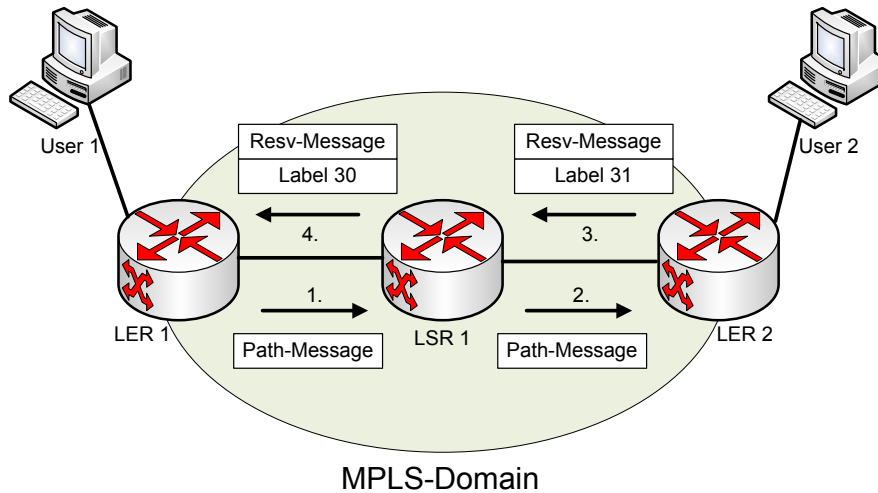 User 1
User 2
Resv-Message
Label 30
Resv-Message
Label 31
4.
3.
1.
2.
LER 1
LSR 1
LER 2
Path-Message
Path-Message
MPLS-Domain